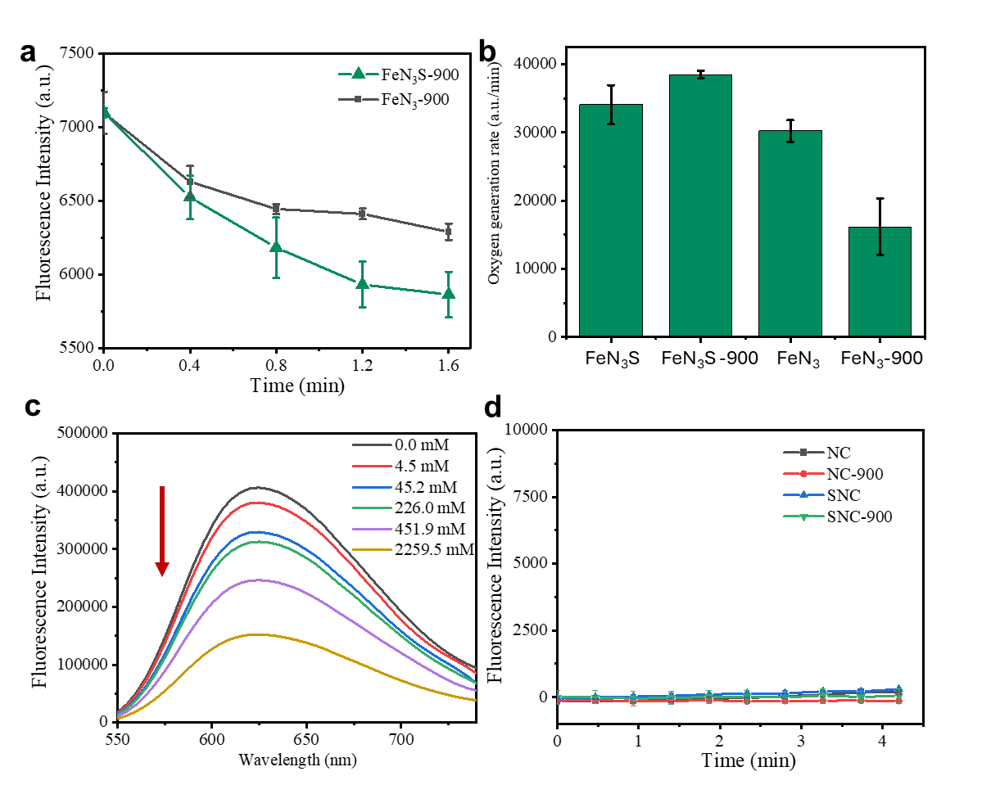 a
7500
7000
6500
6000
5500
Fluorescence Intensity (a.u.)
FeN₃S-900
FeN₃-900
0.0 0.4 0.8 1.2 1.6
Time (min)
b
40000
30000
20000
10000
0
Oxygen generation rate (a.u./min)
FeN₃S FeN₃S-900 FeN₃ FeN₃-900
c
500000
400000
300000
200000
100000
0
Fluorescence Intensity (a.u.)
0.0 mM
4.5 mM
45.2 mM
226.0 mM
451.9 mM
2259.5 mM
550 600 650 700
Wavelength (nm)
d
10000
7500
5000
2500
0
Fluorescence Intensity (a.u.)
NC
NC-900
SNC
SNC-900
0 1 2 3 4
Time (min)